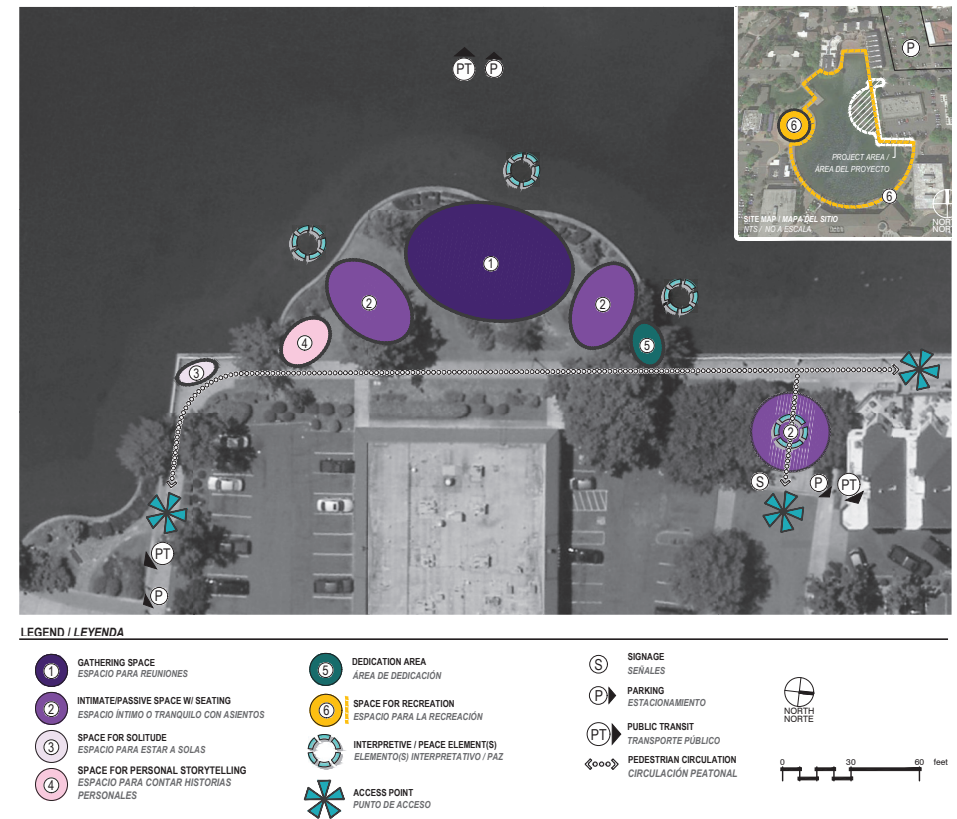 PT P
P
6
PROJECT AREA /
ÁREA DEL PROYECTO
6
SITE MAP / MAPA DEL SITIO
NTS / NO A ESCALA
1
2
2
4
5
3
2
S
P
PT
PT
P
LEGEND / LEYENDA
1
GATHERING SPACE
ESPACIO PARA REUNIONES
2
INTIMATE/PASSIVE SPACE W/ SEATING
ESPACIO ÍNTIMO O TRANQUILO CON ASIENTOS
3
SPACE FOR SOLITUDE
ESPACIO PARA ESTAR A SOLAS
4
SPACE FOR PERSONAL STORYTELLING
ESPACIO PARA CONTAR HISTORIAS
PERSONALES
5
DEDICATION AREA
ÁREA DE DEDICACIÓN
6
SPACE FOR RECREATION
ESPACIO PARA LA RECREACIÓN
INTERPRETIVE / PEACE ELEMENT(S)
ELEMENTO(S) INTERPRETATIVO / PAZ
ACCESS POINT
PUNTO DE ACCESO
S
SIGNAGE
SEÑALES
P
PARKING
ESTACIONAMIENTO
PT
PUBLIC TRANSIT
TRANSPORTE PÚBLICO
PEDESTRIAN CIRCULATION
CIRCULACIÓN PEATONAL
NORTH
NORTE
0 30 60 feet